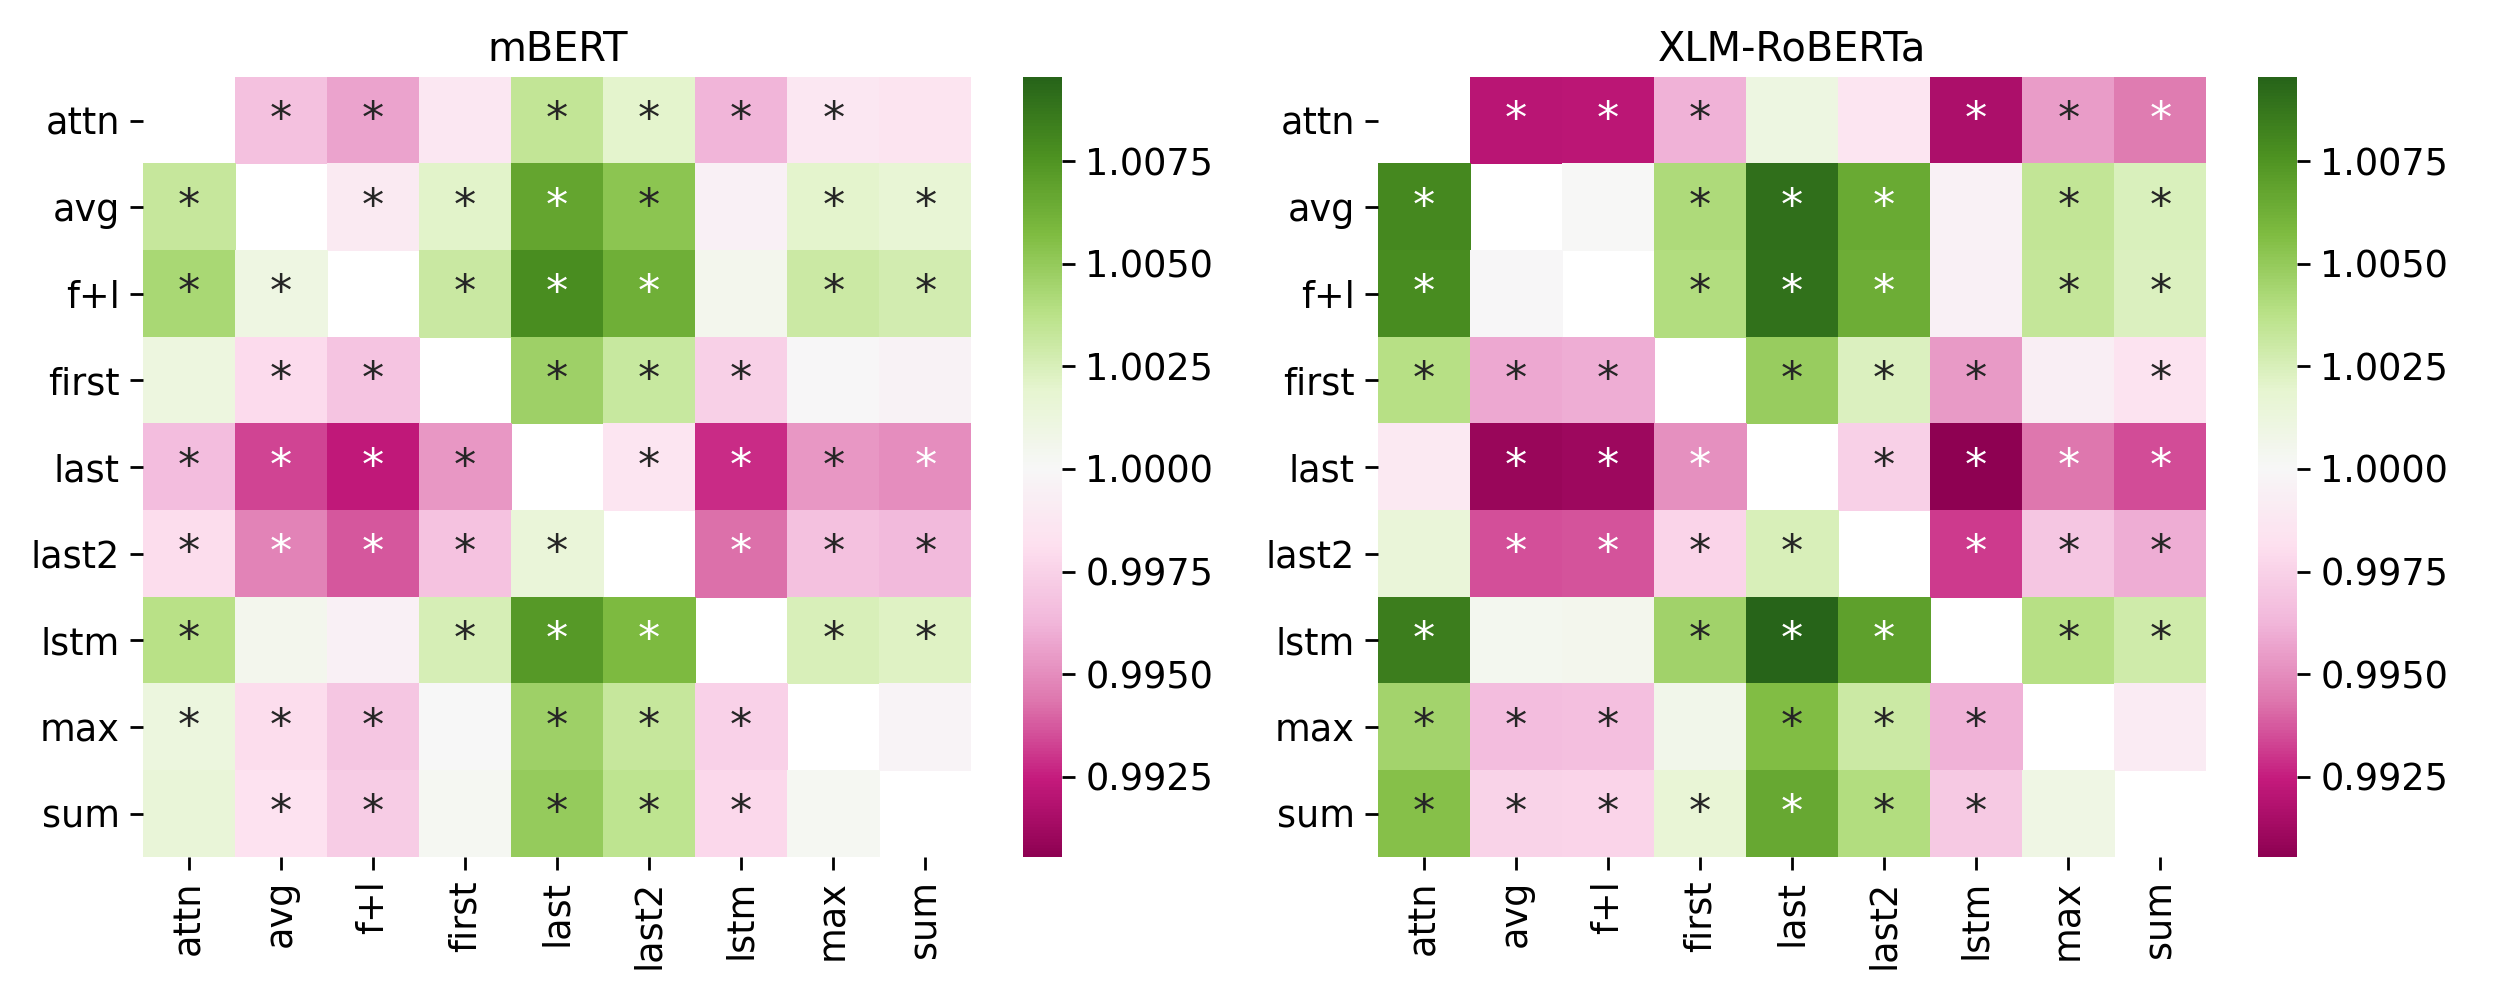 mBERT
attn * * * * * *
avg * * * * * * *
f+l * * * * * * *
first * * * * *
last * * * * * * * *
last2 * * * * * * * *
lstm * * * * * *
max * * * * * *
sum * * * * *
attn avg f+l first last last2 lstm max sum
1.0075
1.0050
1.0025
1.0000
0.9975
0.9950
0.9925
XLM-RoBERTa
attn * * * * * *
avg * * * * * *
f+l * * * * * *
first * * * * * * *
last * * * * * * *
last2 * * * * * * *
lstm * * * * * *
max * * * * * *
sum * * * * * * *
attn avg f+l first last last2 lstm max sum
1.0075
1.0050
1.0025
1.0000
0.9975
0.9950
0.9925